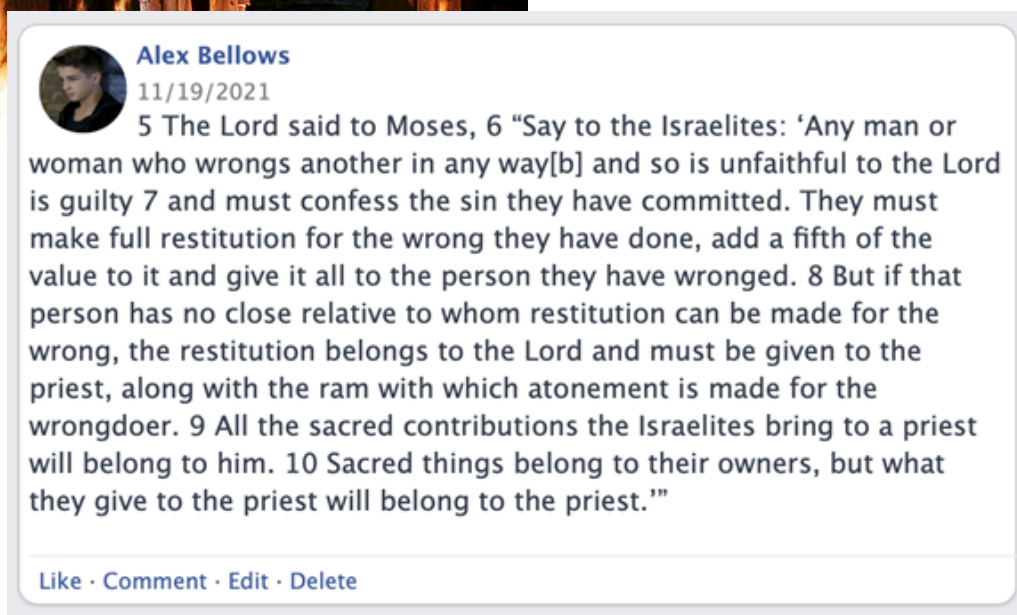 Alex Bellows
11/19/2021
5 The Lord said to Moses, 6 “Say to the Israelites: ‘Any man or
woman who wrongs another in any way[b] and so is unfaithful to the Lord
is guilty 7 and must confess the sin they have committed. They must
make full restitution for the wrong they have done, add a fifth of the
value to it and give it all to the person they have wronged. 8 But if that
person has no close relative to whom restitution can be made for the
wrong, the restitution belongs to the Lord and must be given to the
priest, along with the ram with which atonement is made for the
wrongdoer. 9 All the sacred contributions the Israelites bring to a priest
will belong to him. 10 Sacred things belong to their owners, but what
they give to the priest will belong to the priest.’”
Like · Comment · Edit · Delete